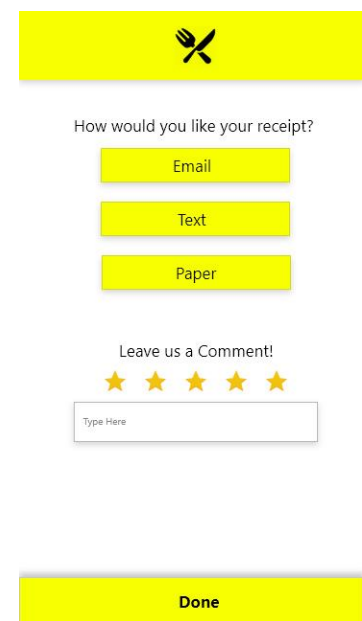 How would you like your receipt?
Email
Text
Paper
Leave us a Comment!
Type Here
Done